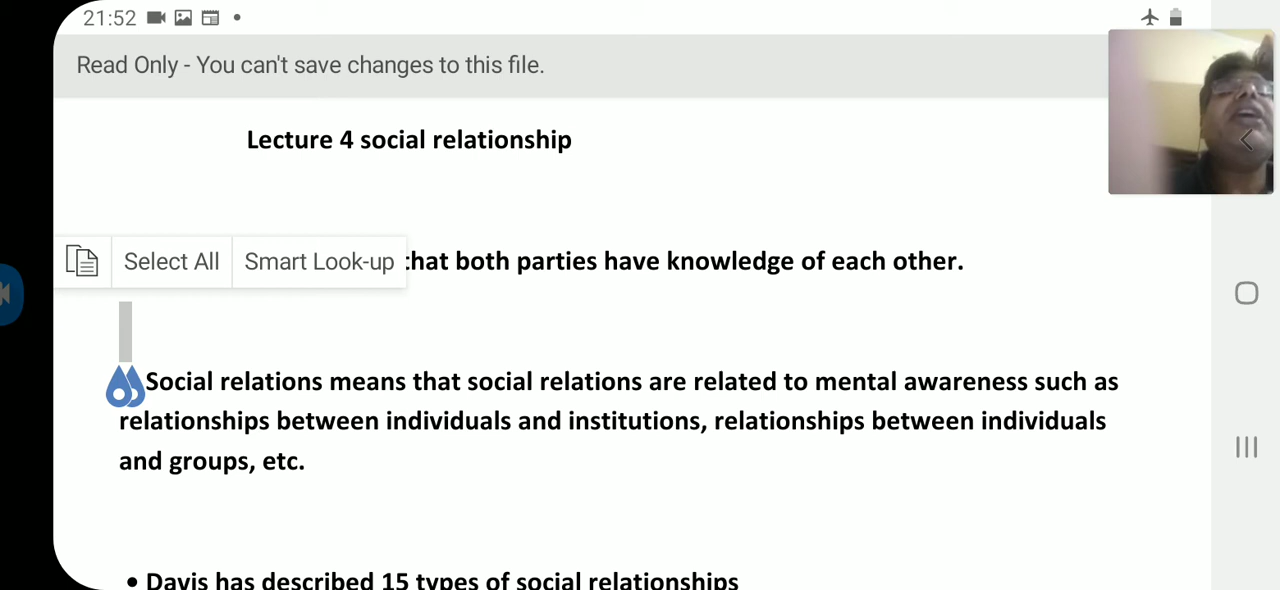 21:52
Read Only - You can't save changes to this file.
Lecture 4 social relationship
Select All Smart Look-up that both parties have knowledge of each other.
Social relations means that social relations are related to mental awareness such as
relationships between individuals and institutions, relationships between individuals
and groups, etc.
• Davis has described 15 types of social relationships